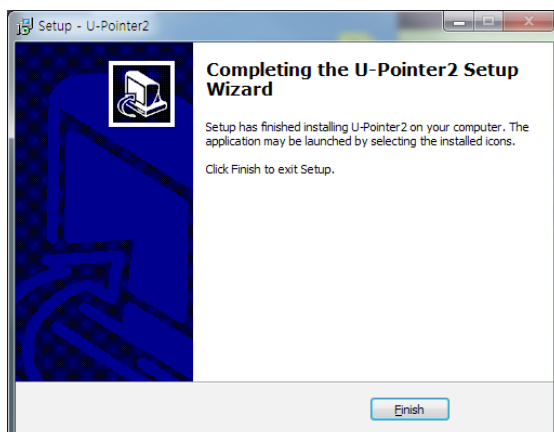 Setup - U-Pointer2
Completing the U-Pointer2 Setup
Wizard
Setup has finished installing U-Pointer2 on your computer. The
application may be launched by selecting the installed icons.
Click Finish to exit Setup.
Finish